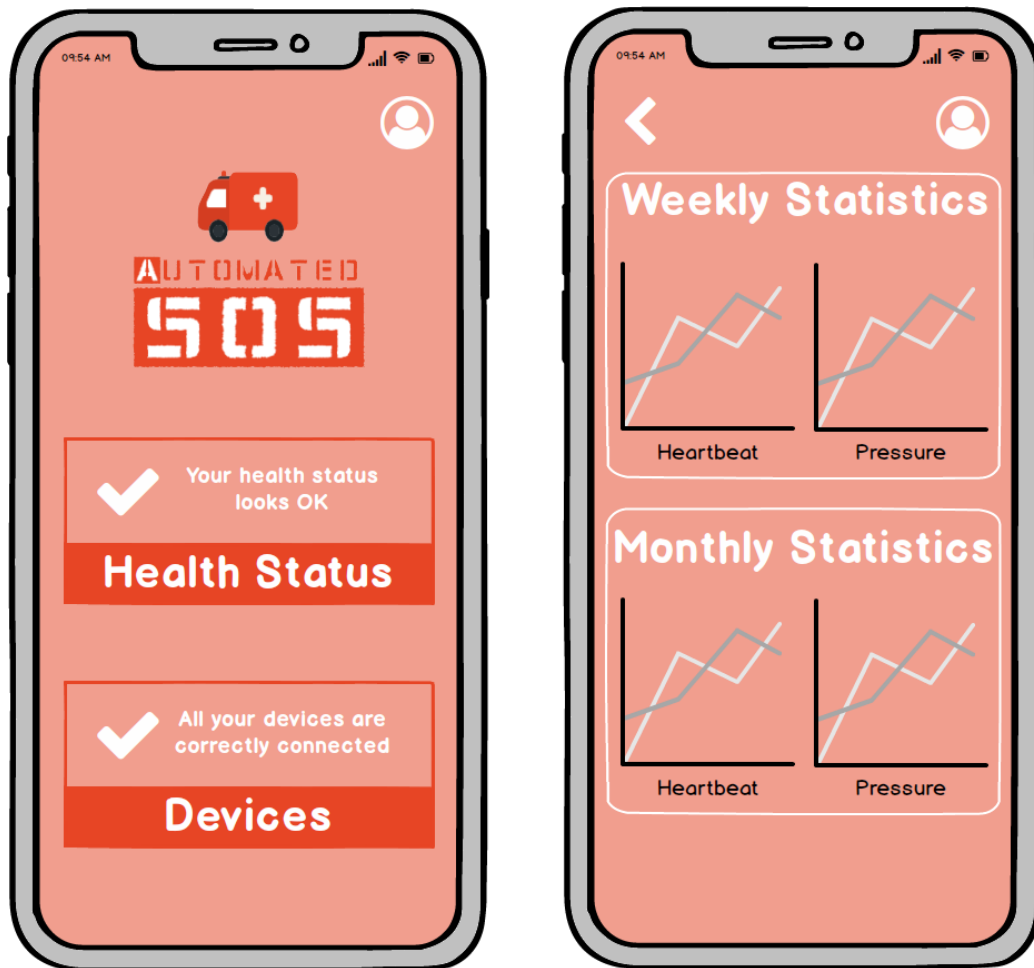 09:54 AM
AUTOMATED
SOS
Your health status
looks OK
Health Status
All your devices are
correctly connected
Devices
09:54 AM
Weekly Statistics
Heartbeat
Pressure
Monthly Statistics
Heartbeat
Pressure